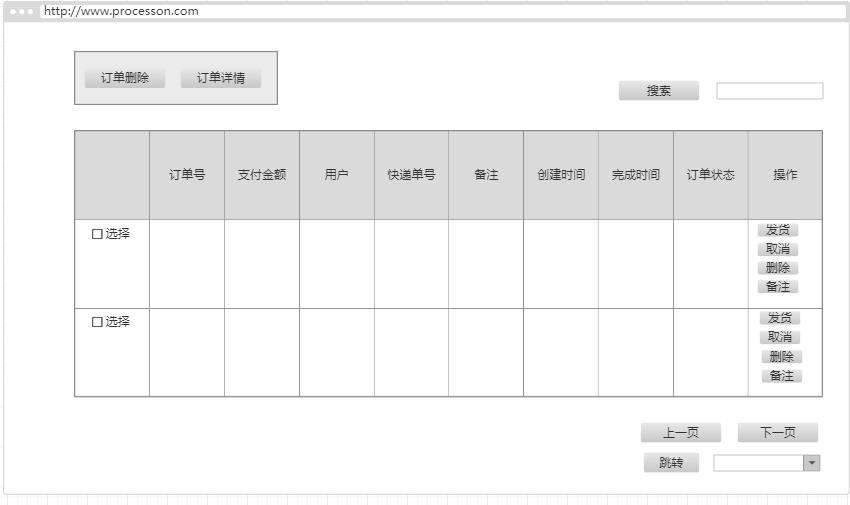 http://www.processon.com
订单删除 订单详情
搜索
订单号 支付金额 用户 快递单号 备注 创建时间 完成时间 订单状态 操作
选择
发货
取消
删除
备注
选择
发货
取消
删除
备注
上一页 下一页
跳转